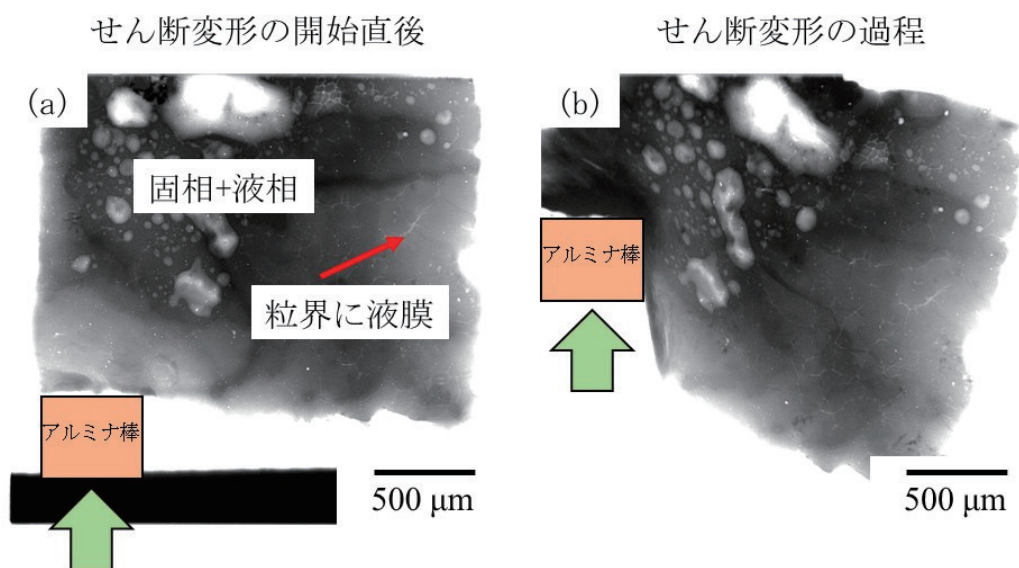 せん断変形の開始直後
せん断変形の過程
(a)
(b)
固相+液相
粒界に液膜
アルミナ棒
アルミナ棒
500 μm
500 μm